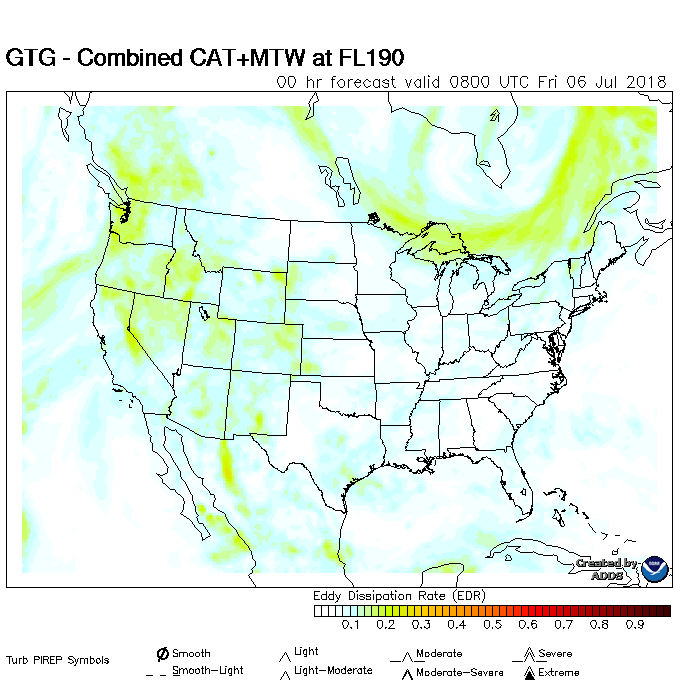 GTG - Combined CAT+MTW at FL190
00 hr forecast valid 0800 UTC Fri 06 Jul 2018
Created by
ADDS
Eddy Dissipation Rate (EDR)
0.1 0.2 0.3 0.4 0.5 0.6 0.7 0.8 0.9
Turb PIREP Symbols
Smooth Light Moderate Severe
Smooth-Light Light-Moderate Moderate-Severe Extreme